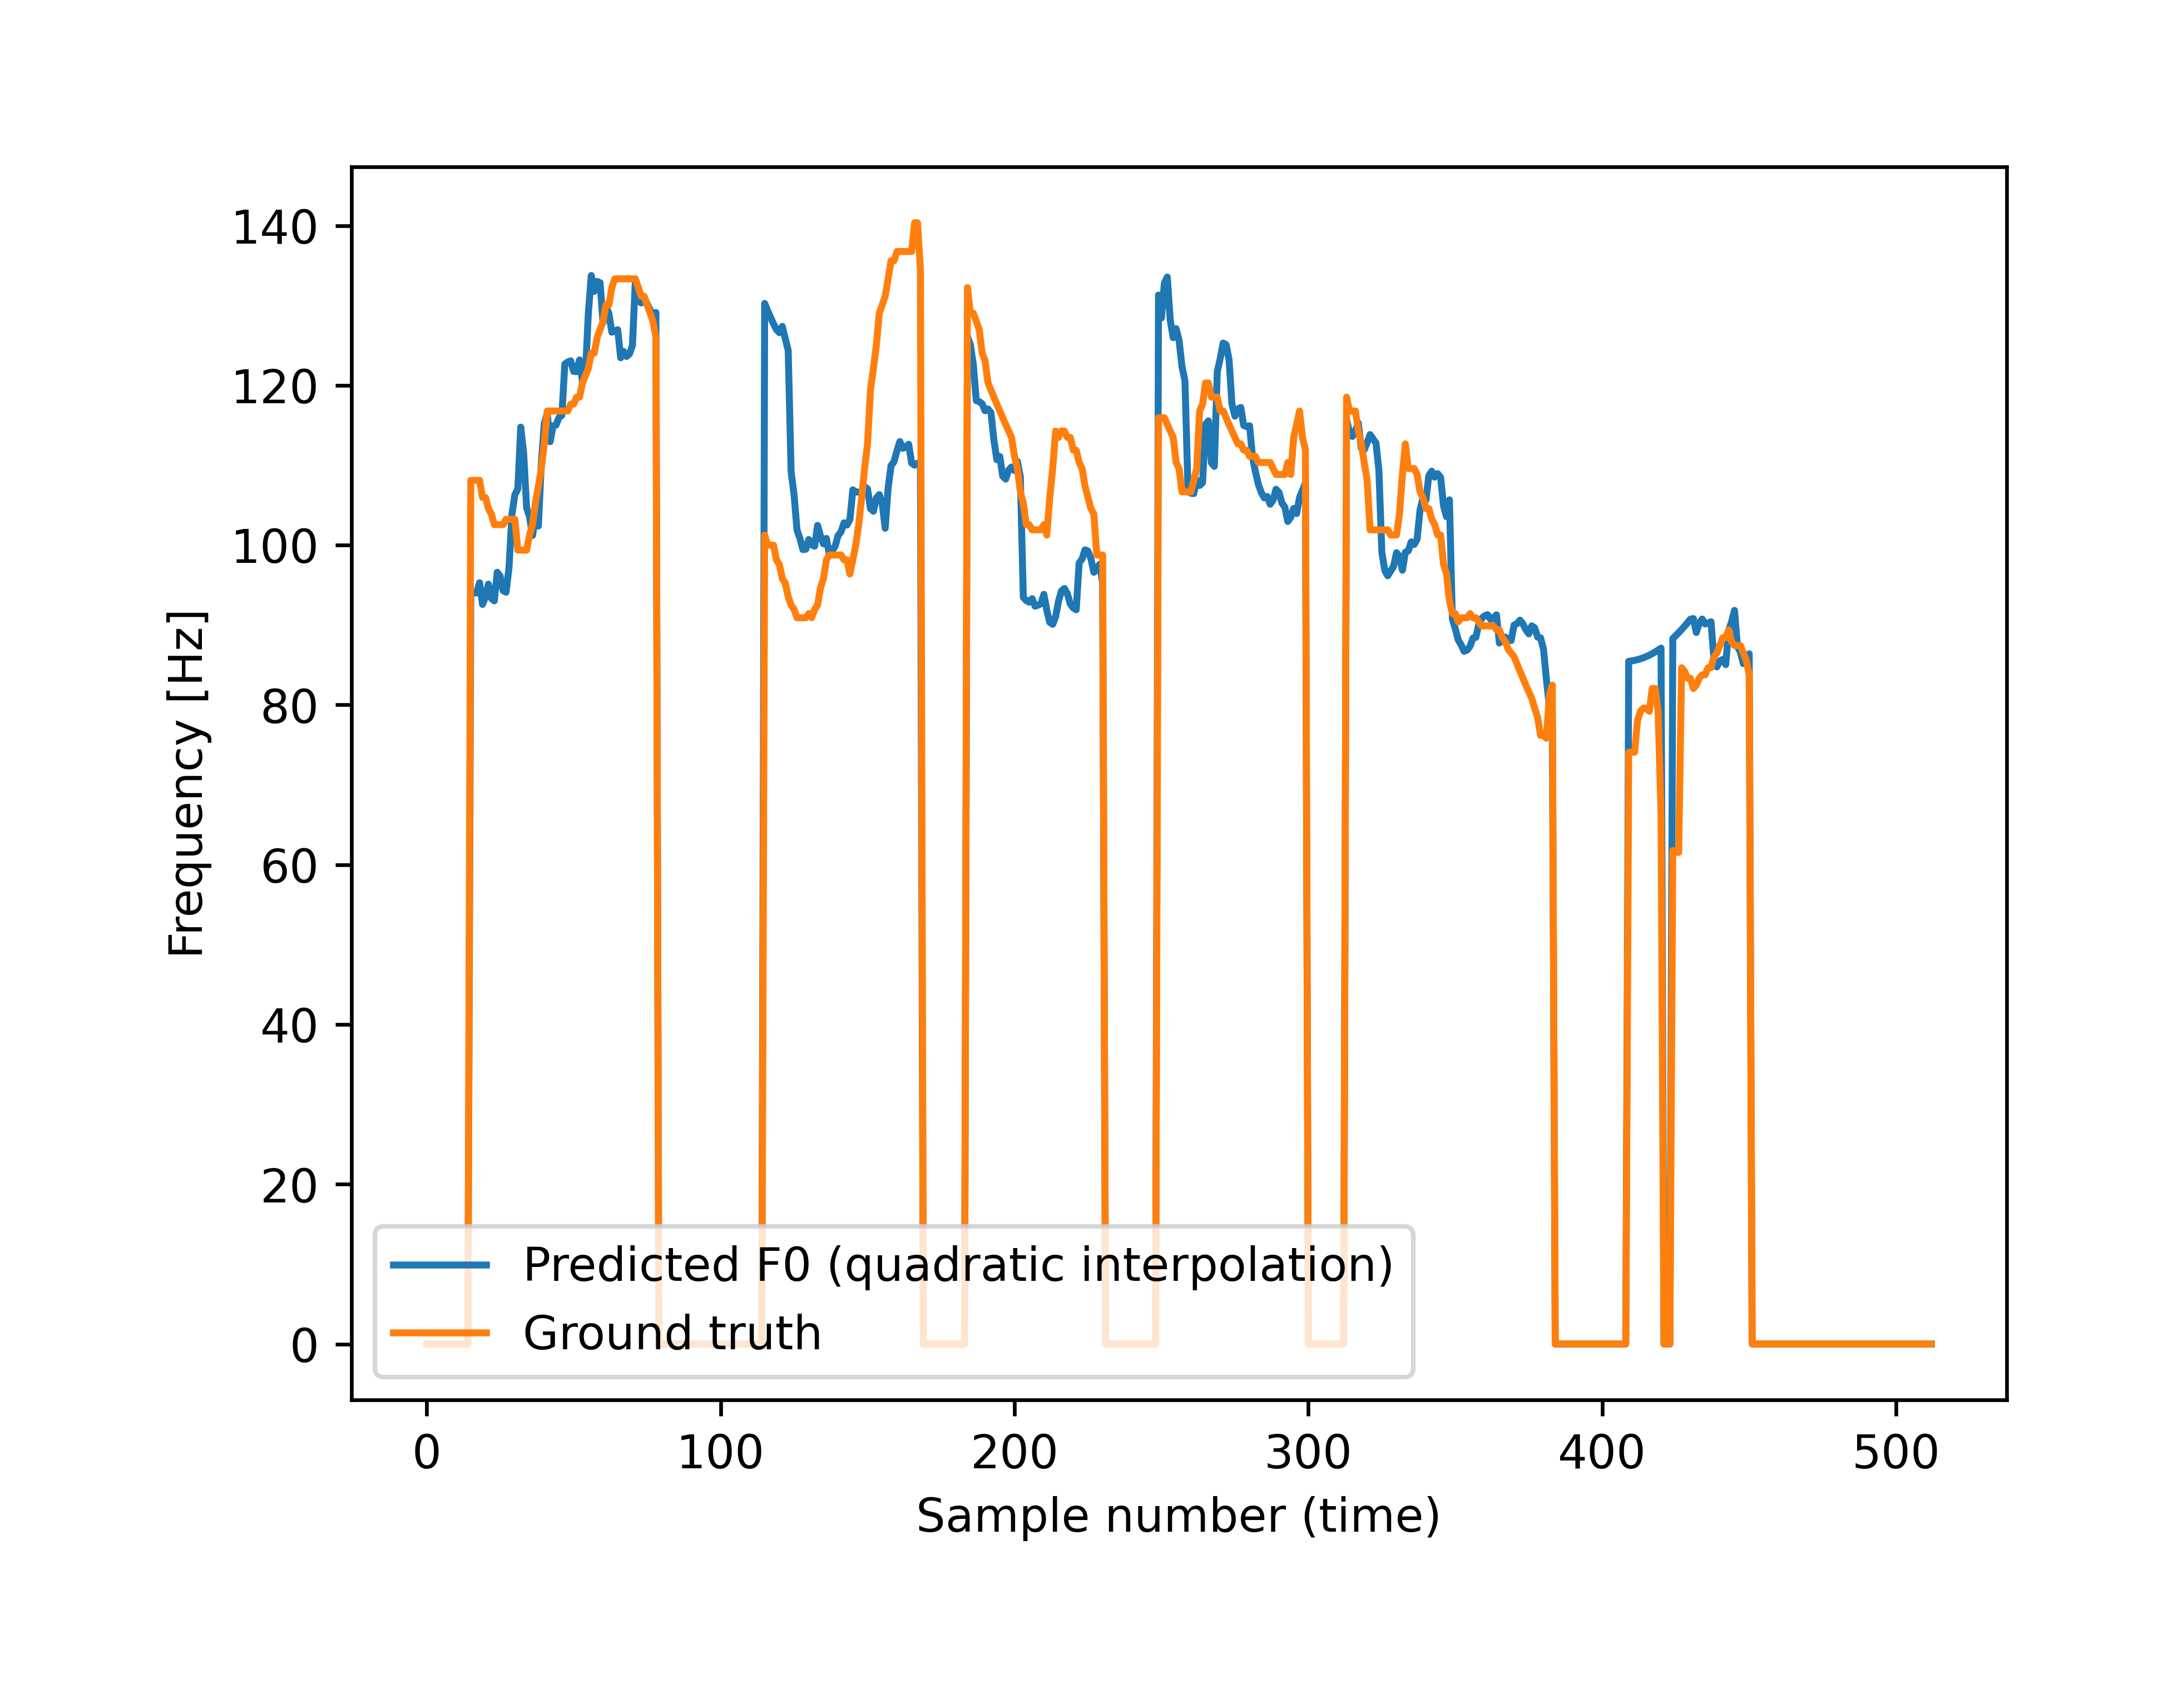 140
120
100
80
60
40
20
0
Frequency [Hz]
Predicted F0 (quadratic interpolation)
Ground truth
0 100 200 300 400 500
Sample number (time)